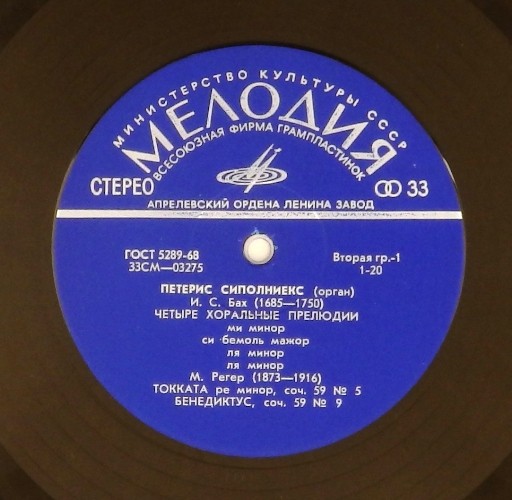 МИНИСТЕРСТВО КУЛЬТУРЫ СССР
МЕЛОДИЯ
ВСЕСОЮЗНАЯ ФИРМА ГРАМПЛАСТИНОК
СТЕРЕО 33
АПРЕЛЕВСКИЙ ОРДЕНА ЛЕНИНА ЗАВОД
ГОСТ 5289-68 Вторая гр.-1
33СМ—03275 1-20
ПЕТЕРИС СИПОЛНИЕКС (орган)
И. С. Бах (1685—1750)
ЧЕТЫРЕ ХОРАЛЬНЫЕ ПРЕЛЮДИИ
ми минор
си бемоль мажор
ля минор
ля минор
М. Регер (1873—1916)
ТОККАТА ре минор, соч. 59 № 5
БЕНЕДИКТУС, соч. 59 № 9